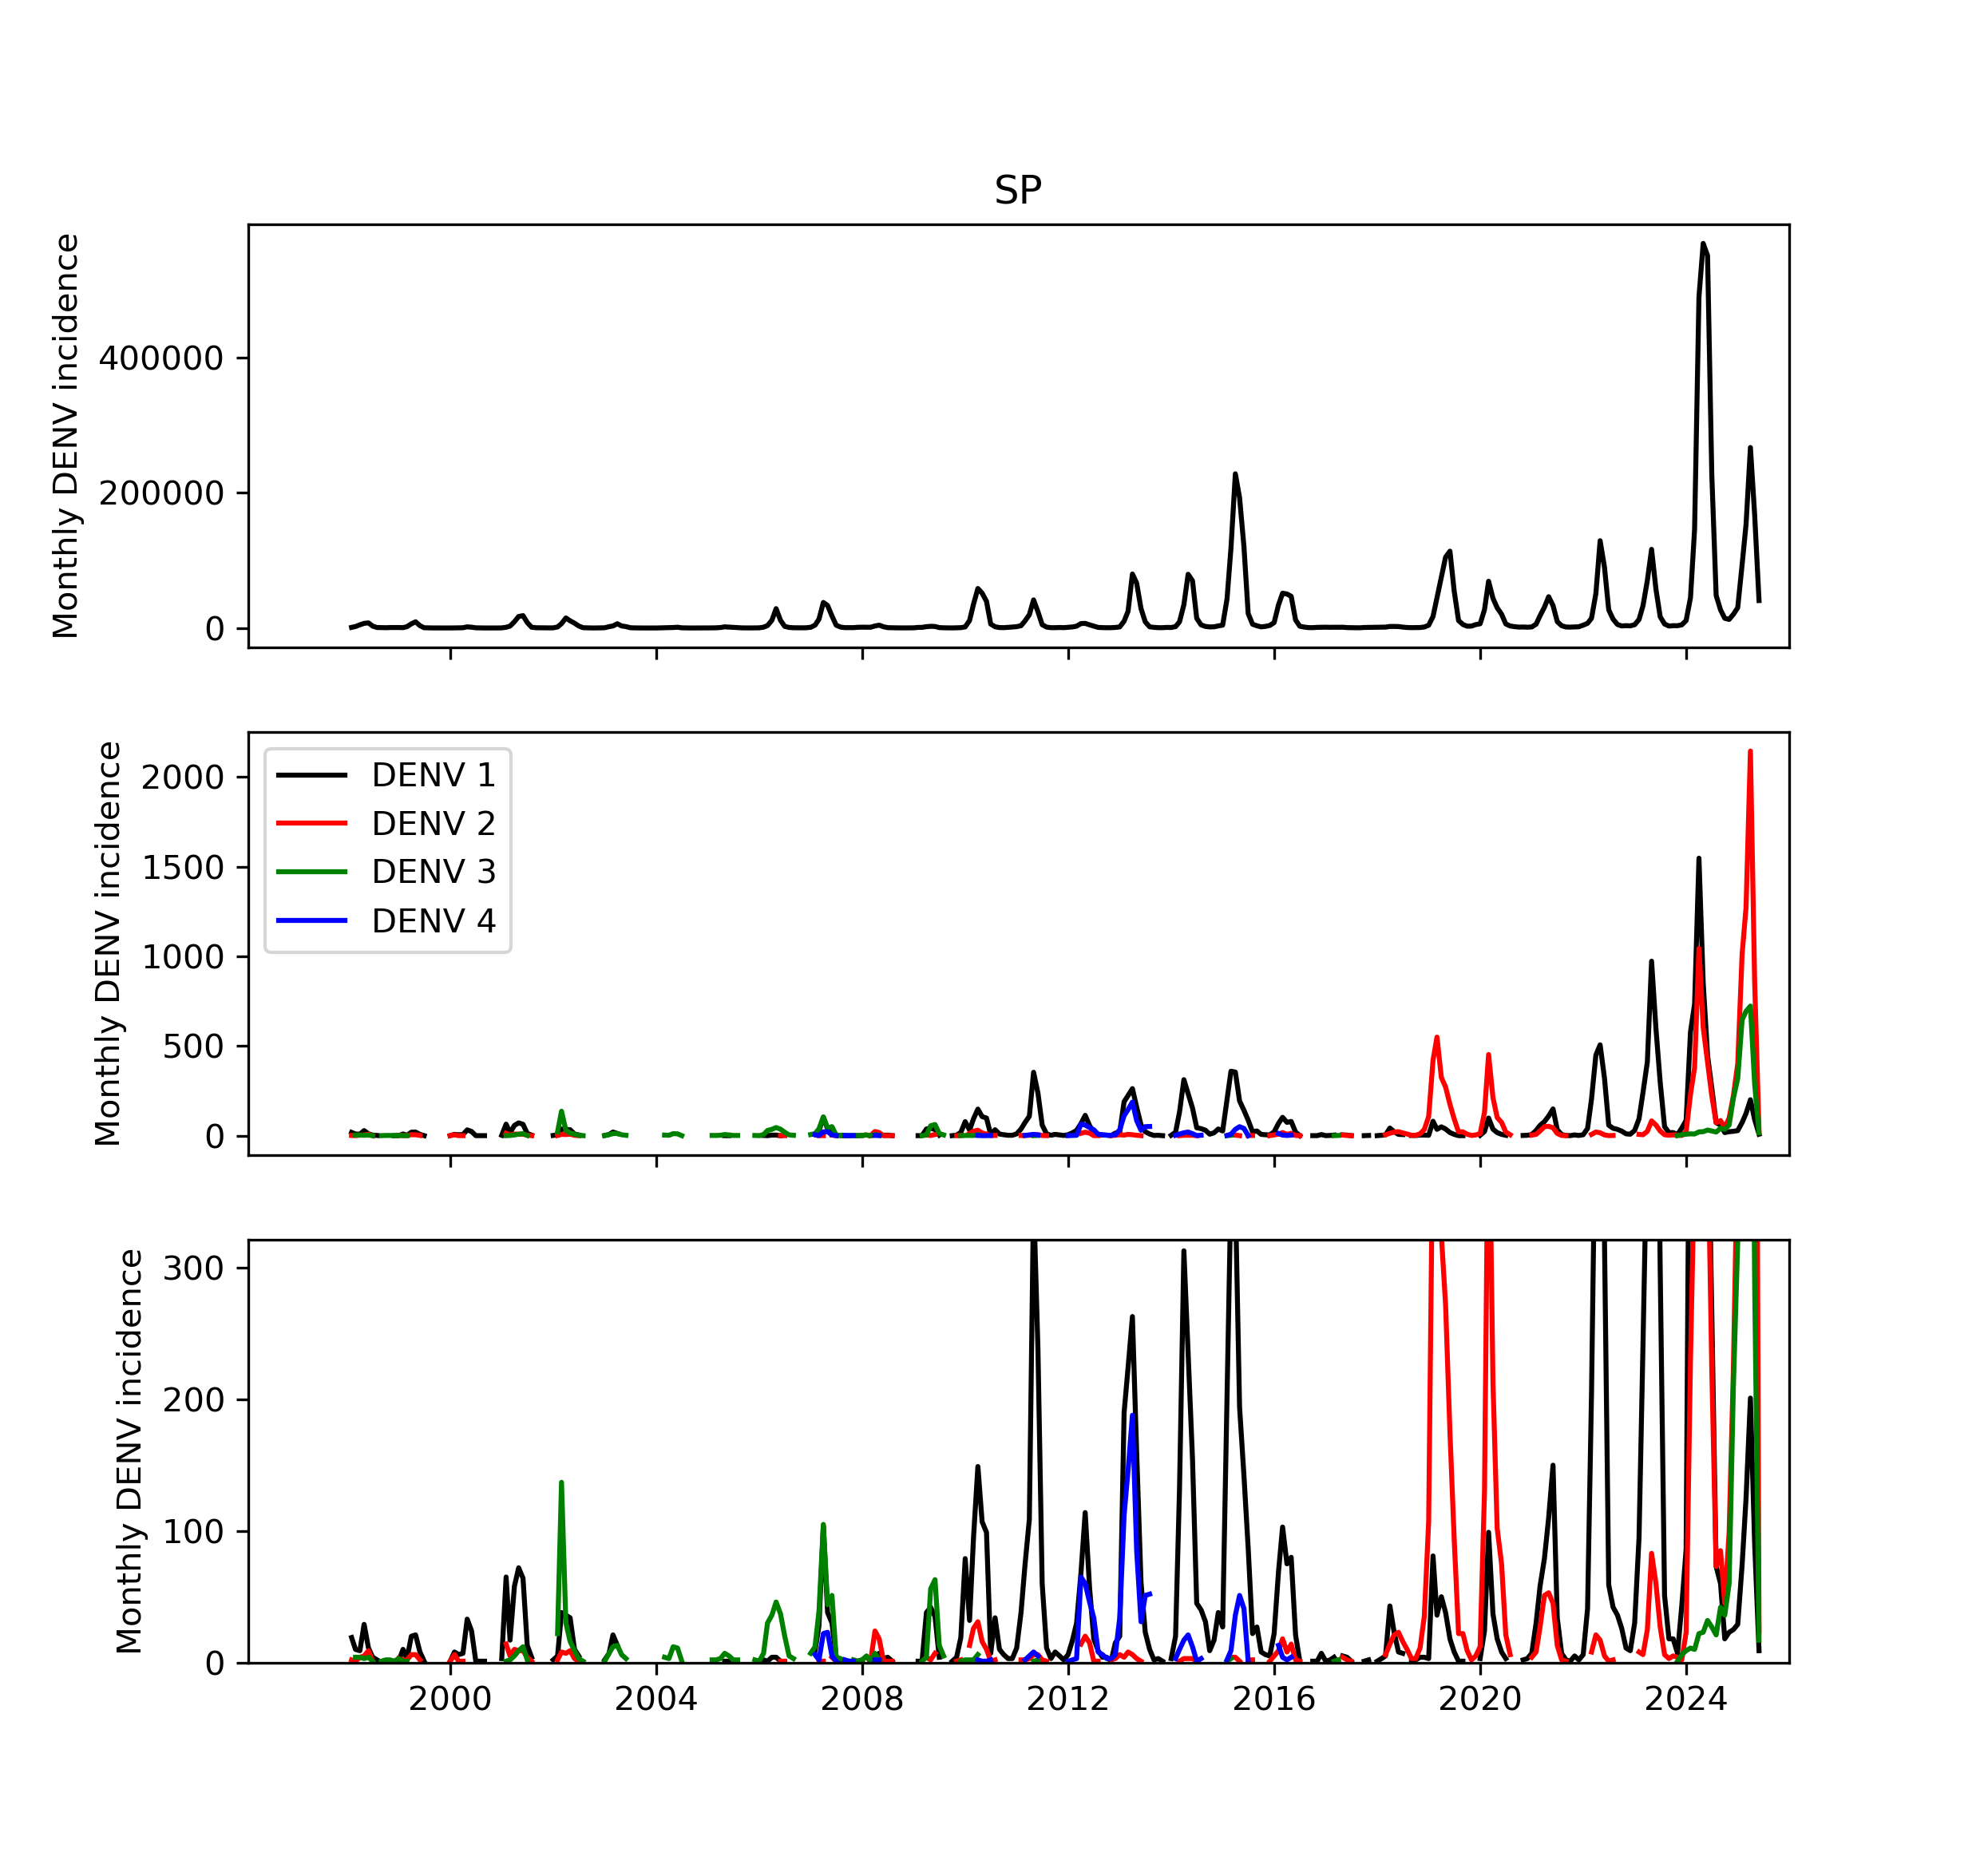 SP
Monthly DENV incidence
400000
200000
0
Monthly DENV incidence
2000
1500
1000
500
0
DENV 1
DENV 2
DENV 3
DENV 4
Monthly DENV incidence
300
200
100
0
2000 2004 2008 2012 2016 2020 2024